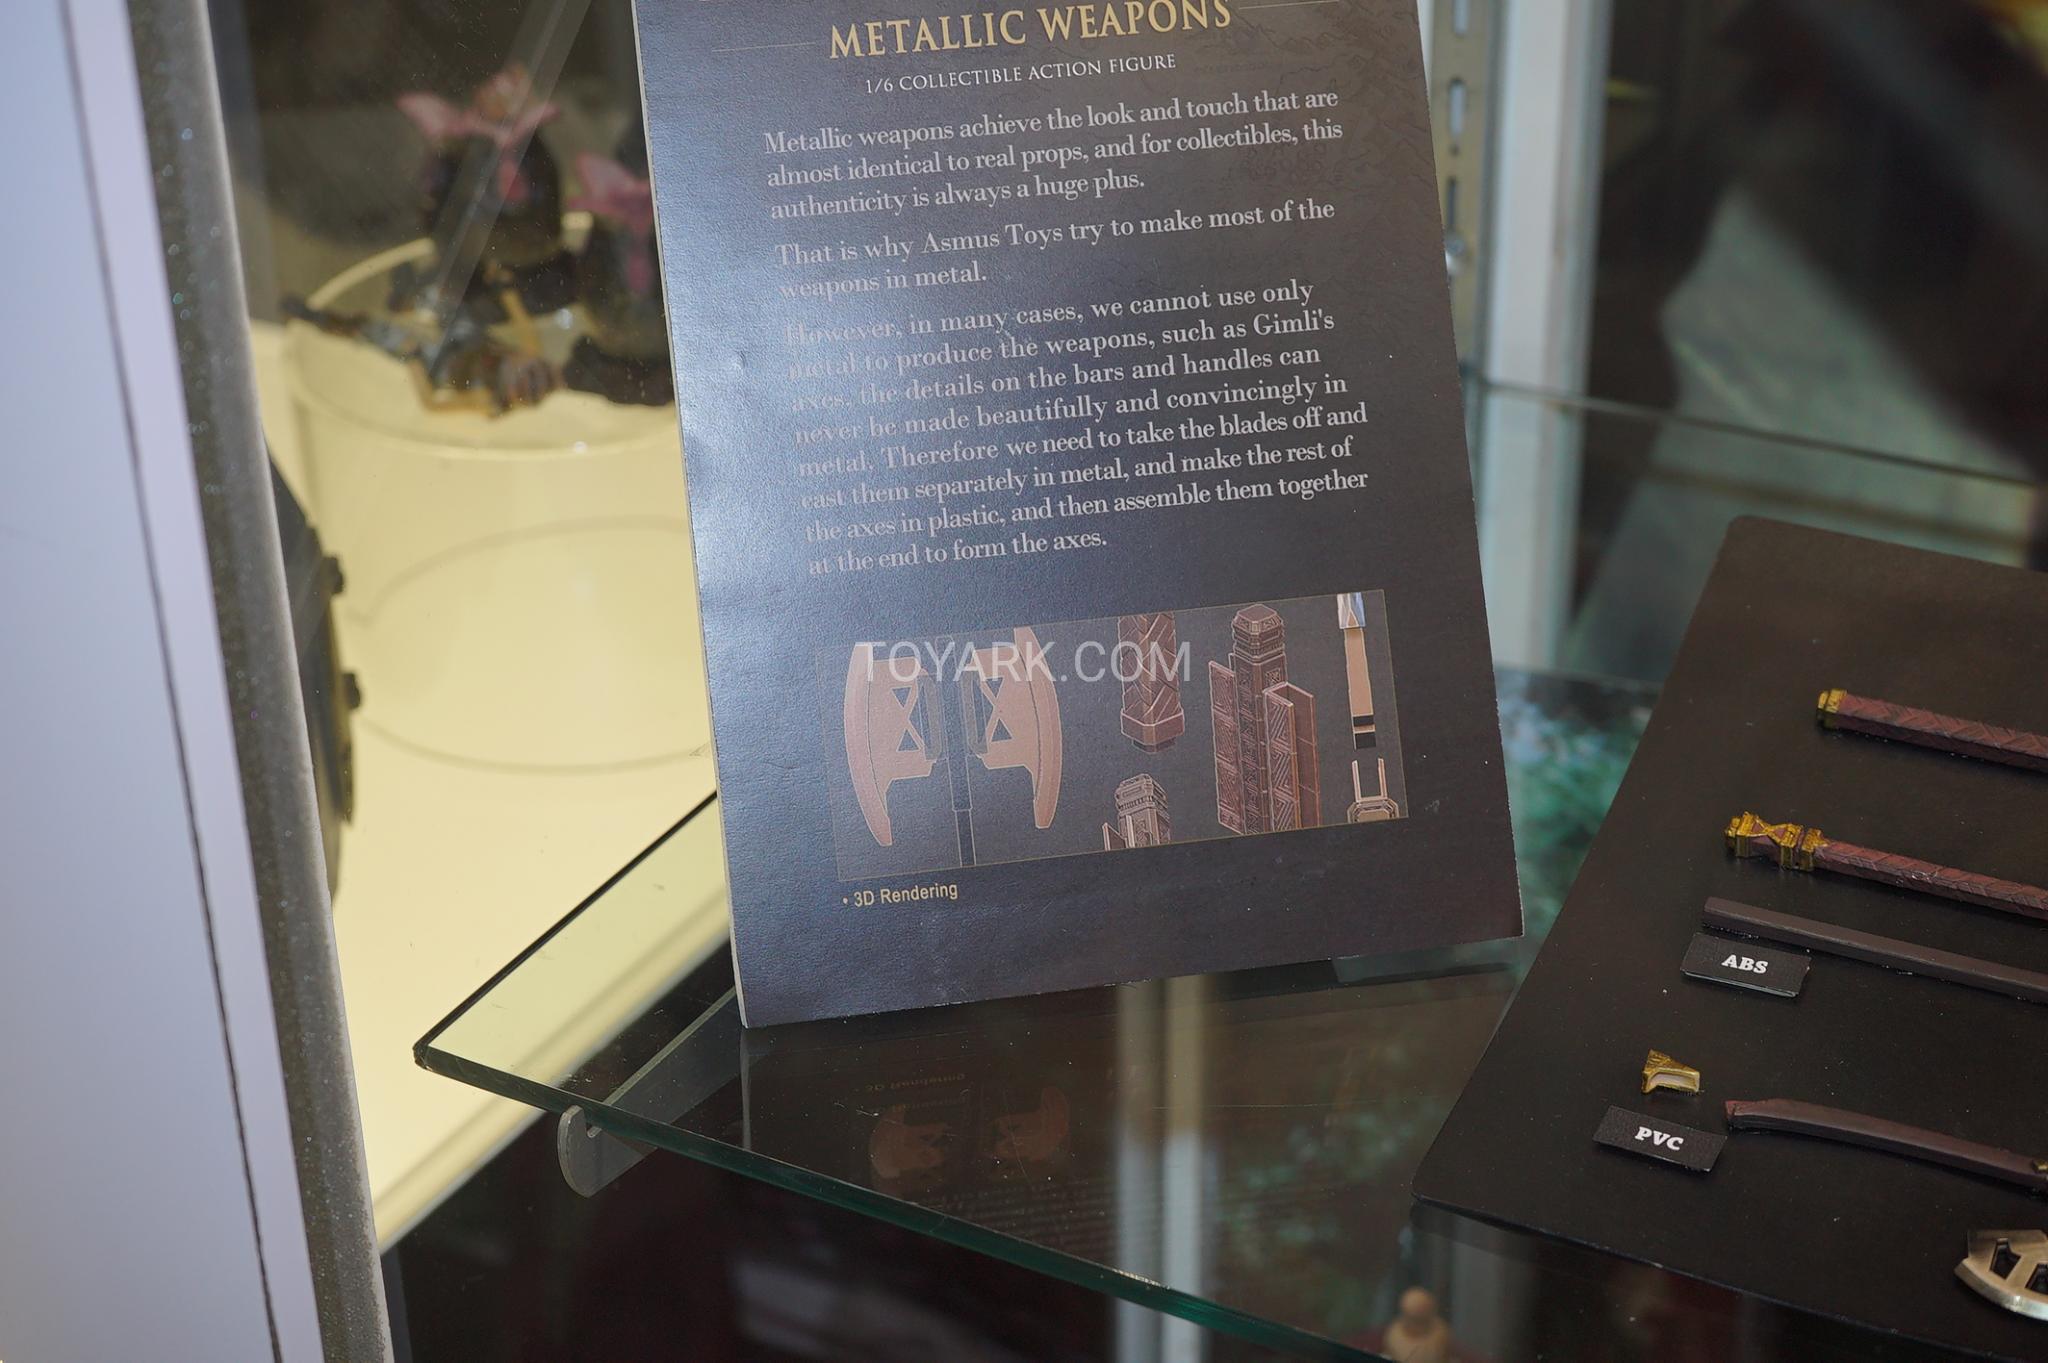 METALLIC WEAPONS
1/6 COLLECTIBLE ACTION FIGURE
Metallic weapons achieve the look and touch that are
almost identical to real props, and for collectibles, this
authenticity is always a huge plus.
That is why Asmus Toys try to make most of the
weapons in metal.
However, in many cases, we cannot use only
metal to produce the weapons, such as Gimli's
axes, the details on the bars and handles can
never be made beautifully and convincingly in
metal. Therefore we need to take the blades off and
cast them separately in metal, and make the rest of
the axes in plastic, and then assemble them together
at the end to form the axes.
TOYARK.COM
• 3D Rendering
ABS
PVC